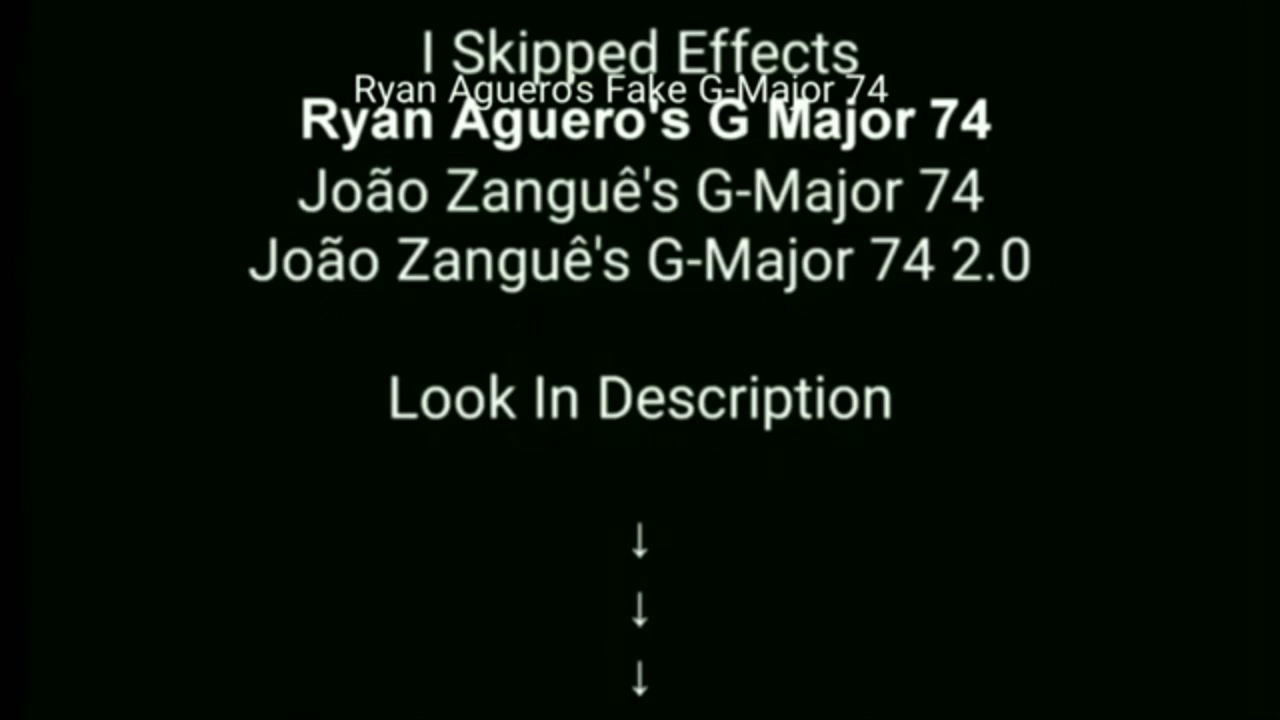 I Skipped Effects
Ryan Aguero's Fake G-Major 74
Ryan Aguero's G Major 74
João Zanguê's G-Major 74
João Zanguê's G-Major 74 2.0
Look In Description
↓
↓
↓